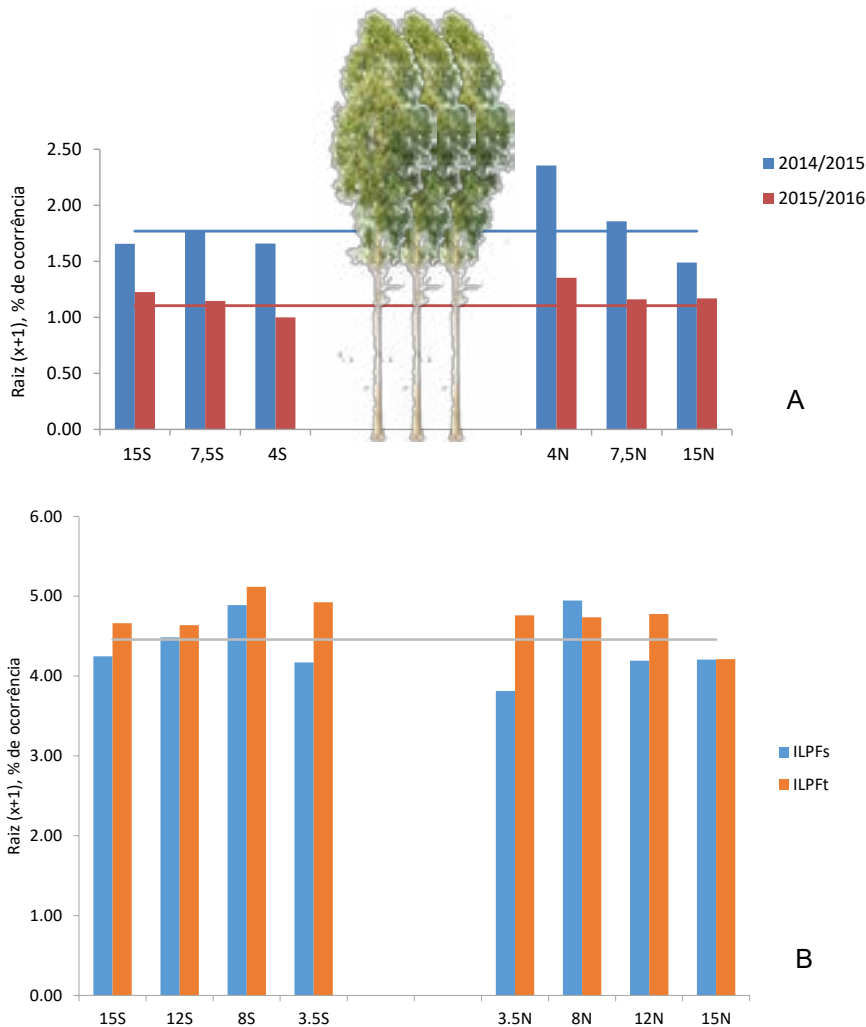 2.50
2.00
1.50
1.00
0.50
0.00
Raiz (x+1), % de ocorrência
15S 7,5S 4S 4N 7,5N 15N
2014/2015
2015/2016
A
6.00
5.00
4.00
3.00
2.00
1.00
0.00
Raiz (x+1), % de ocorrência
15S 12S 8S 3.5S 3.5N 8N 12N 15N
ILPFs
ILPFt
B